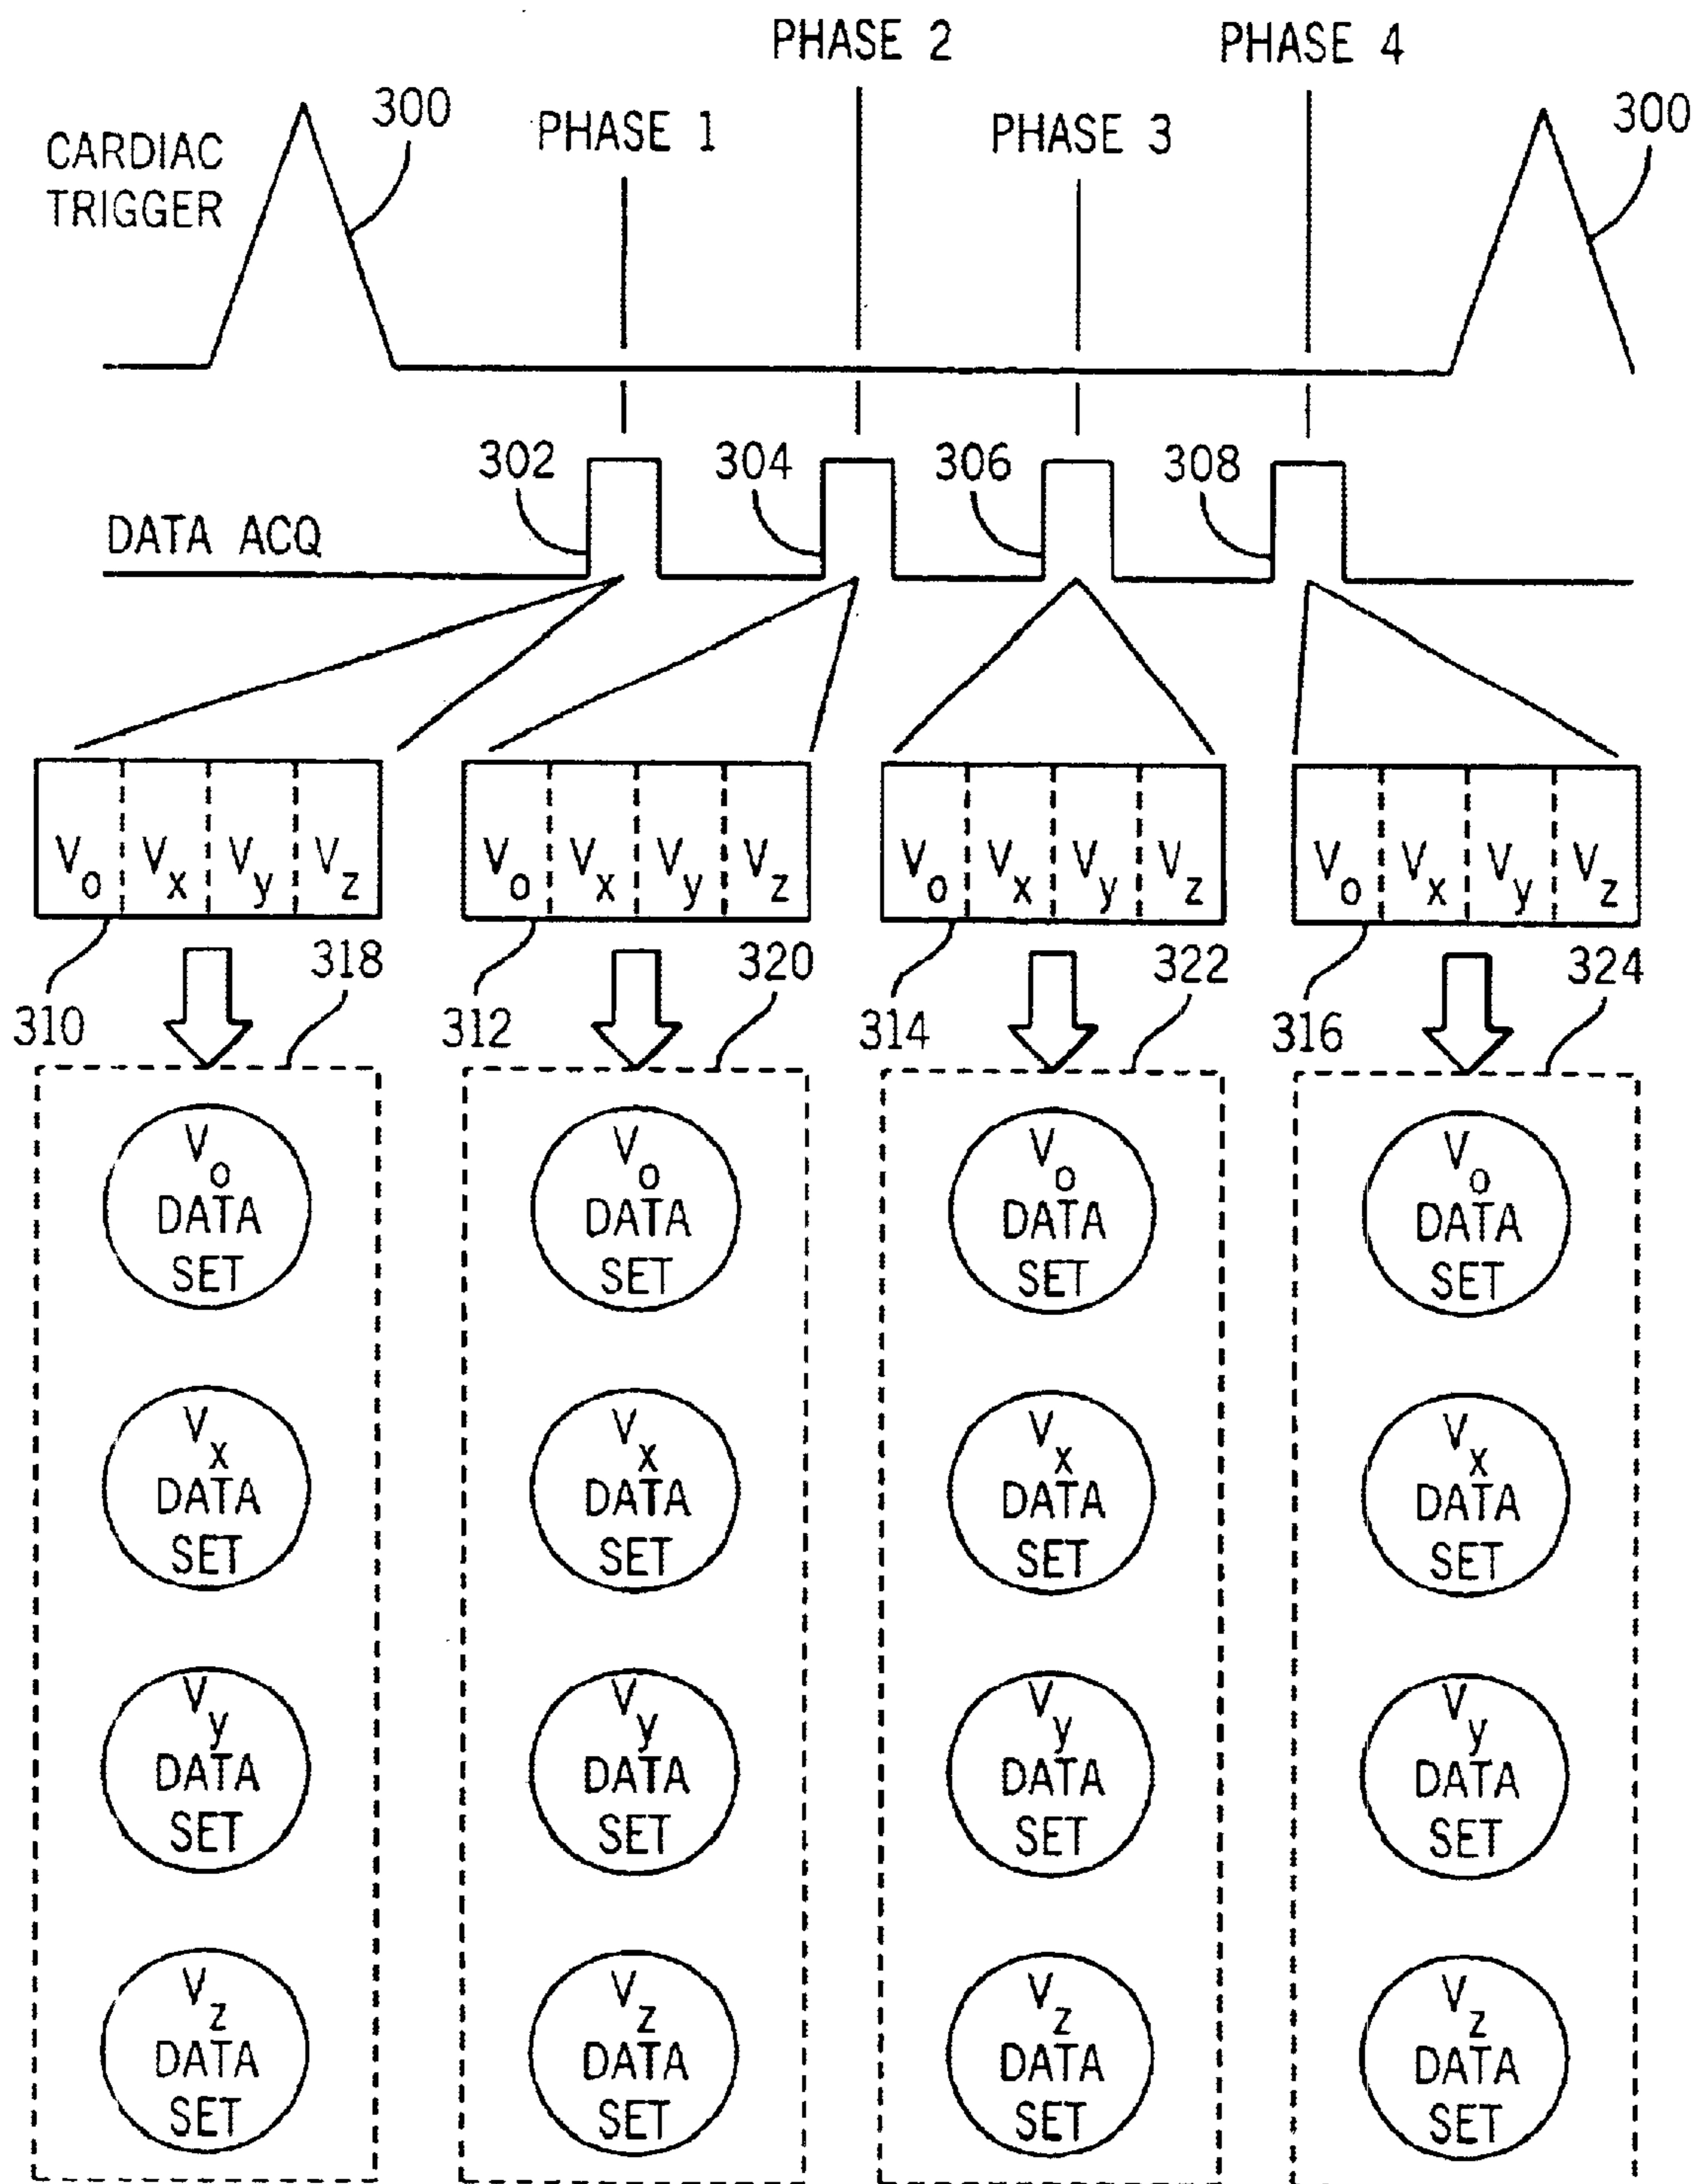 PHASE 2
PHASE 4
300
300
PHASE 1
PHASE 3
CARDIAC
TRIGGER
302
304
306
308
DATA ACQ
Vo Vx Vy Vz
Vo Vx Vy Vz
Vo Vx Vy Vz
Vo Vx Vy Vz
318
320
322
324
310
312
314
316
Vo
DATA
SET
Vo
DATA
SET
Vo
DATA
SET
Vo
DATA
SET
Vx
DATA
SET
Vx
DATA
SET
Vx
DATA
SET
Vx
DATA
SET
Vy
DATA
SET
Vy
DATA
SET
Vy
DATA
SET
Vy
DATA
SET
Vz
DATA
SET
Vz
DATA
SET
Vz
DATA
SET
Vz
DATA
SET